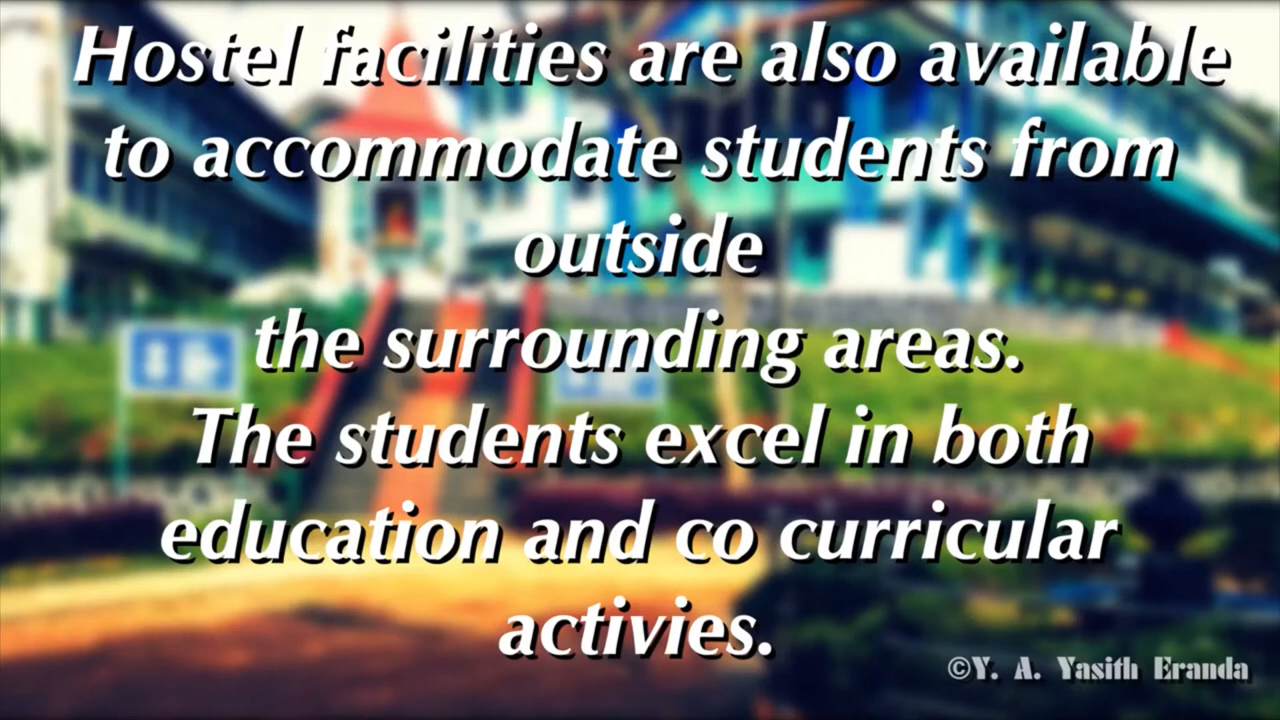 Hostel facilities are also available
to accommodate students from
outside
the surrounding areas.
The students excel in both
education and co curricular
activies.
©Y. A. Yasith Eranda